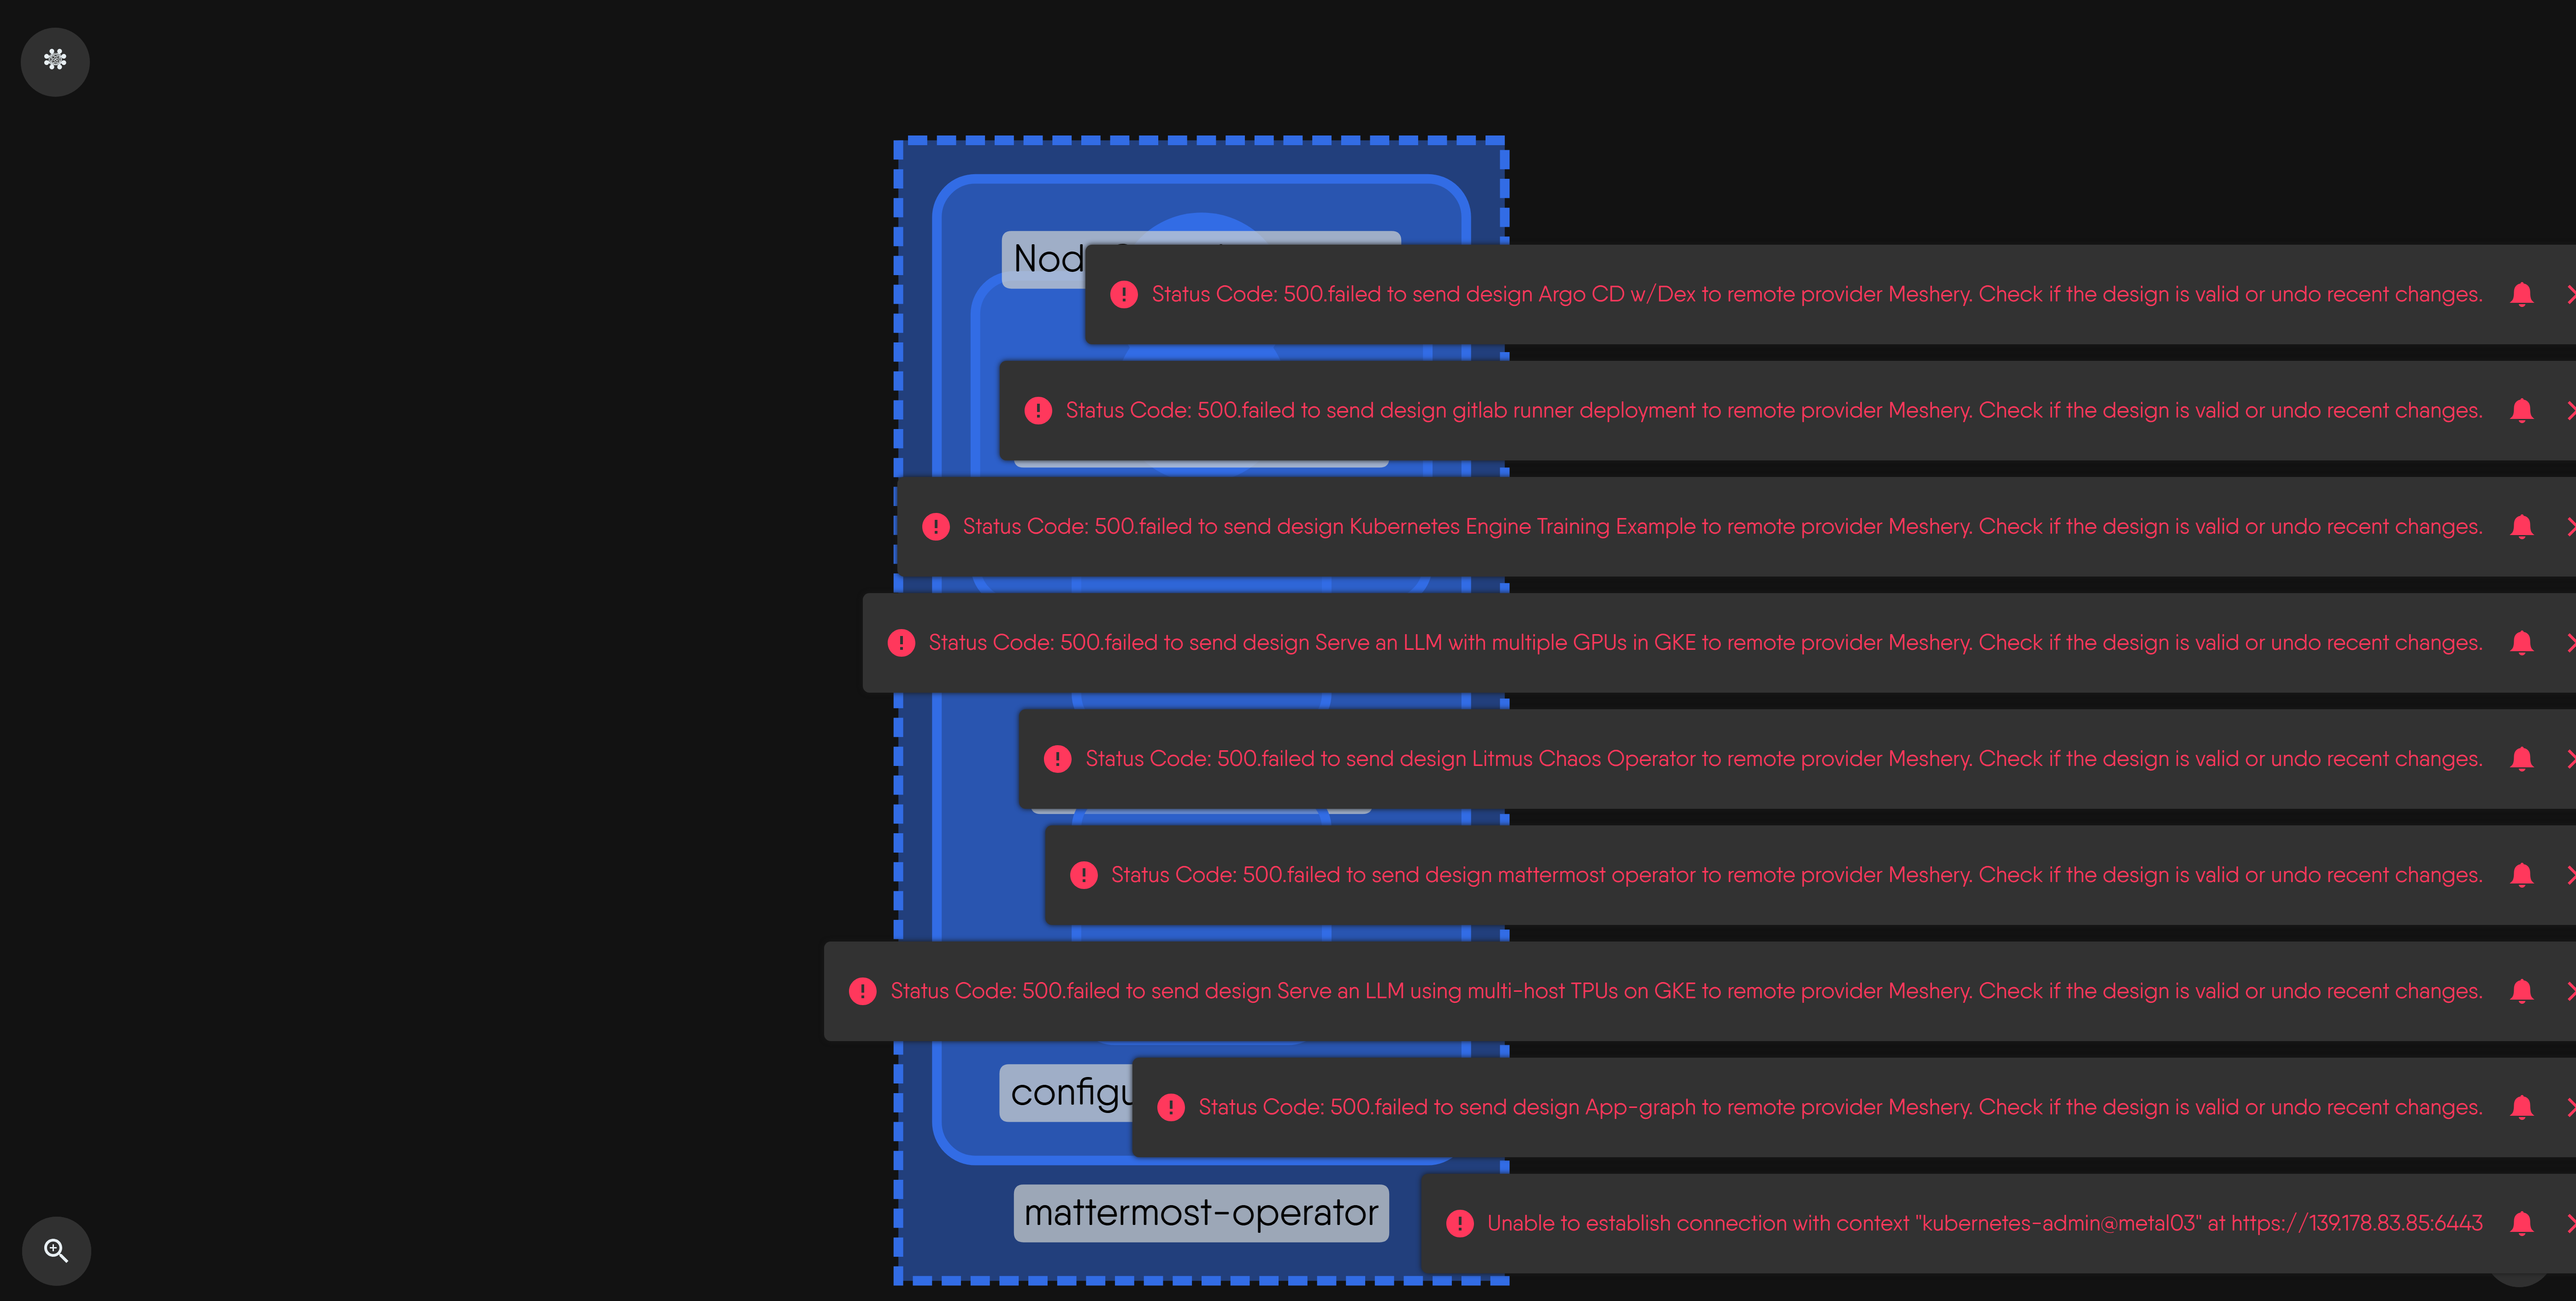 Nod
Status Code: 500.failed to send design Argo CD w/Dex to remote provider Meshery. Check if the design is valid or undo recent changes.
Status Code: 500.failed to send design gitlab runner deployment to remote provider Meshery. Check if the design is valid or undo recent changes.
Status Code: 500.failed to send design Kubernetes Engine Training Example to remote provider Meshery. Check if the design is valid or undo recent changes.
Status Code: 500.failed to send design Serve an LLM with multiple GPUs in GKE to remote provider Meshery. Check if the design is valid or undo recent changes.
Status Code: 500.failed to send design Litmus Chaos Operator to remote provider Meshery. Check if the design is valid or undo recent changes.
Status Code: 500.failed to send design mattermost operator to remote provider Meshery. Check if the design is valid or undo recent changes.
Status Code: 500.failed to send design Serve an LLM using multi-host TPUs on GKE to remote provider Meshery. Check if the design is valid or undo recent changes.
configu
Status Code: 500.failed to send design App-graph to remote provider Meshery. Check if the design is valid or undo recent changes.
mattermost-operator
Unable to establish connection with context "kubernetes-admin@metal03" at https://139.178.83.85:6443